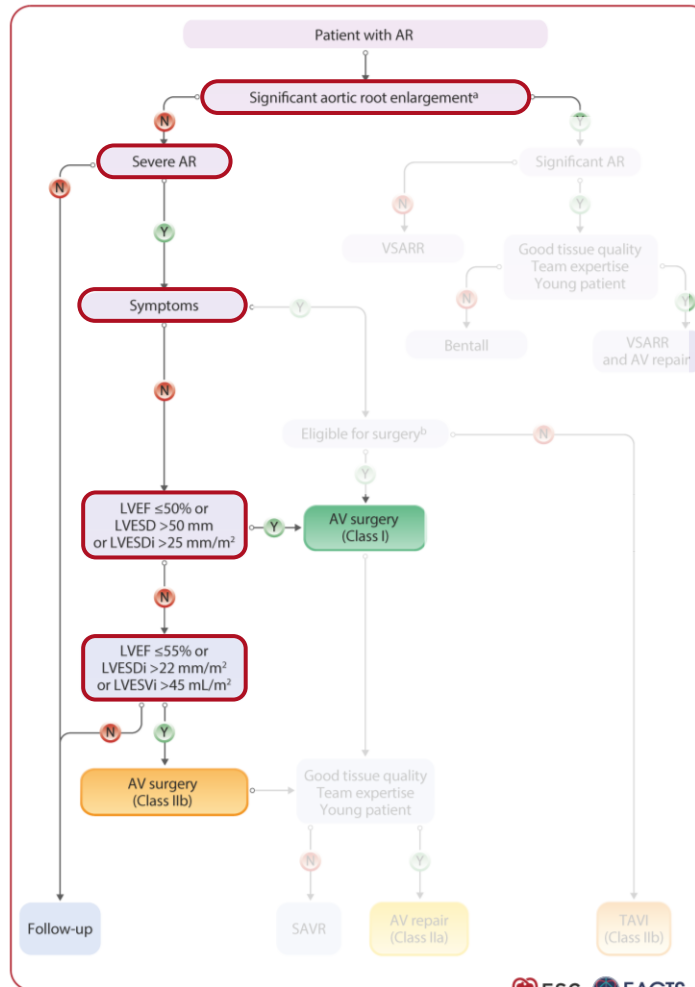 Patient with AR
Significant aortic root enlargementᵃ
N
Y
Severe AR
Significant AR
N
N
Y
Y
VSARR
Good tissue quality
Team expertise
Young patient
Symptoms
Y
N
Y
Bentall
VSARR
and AV repair
N
Eligible for surgeryᵇ
N
Y
LVEF ≤50% or
LVESD >50 mm
or LVESDi >25 mm/m²
Y
AV surgery
(Class I)
N
LVEF ≤55% or
LVESDi >22 mm/m²
or LVESVi >45 mL/m²
N
Y
AV surgery
(Class IIb)
Good tissue quality
Team expertise
Young patient
N
Y
Follow-up
SAVR
AV repair
(Class IIa)
TAVI
(Class IIb)
ESC
EACTS